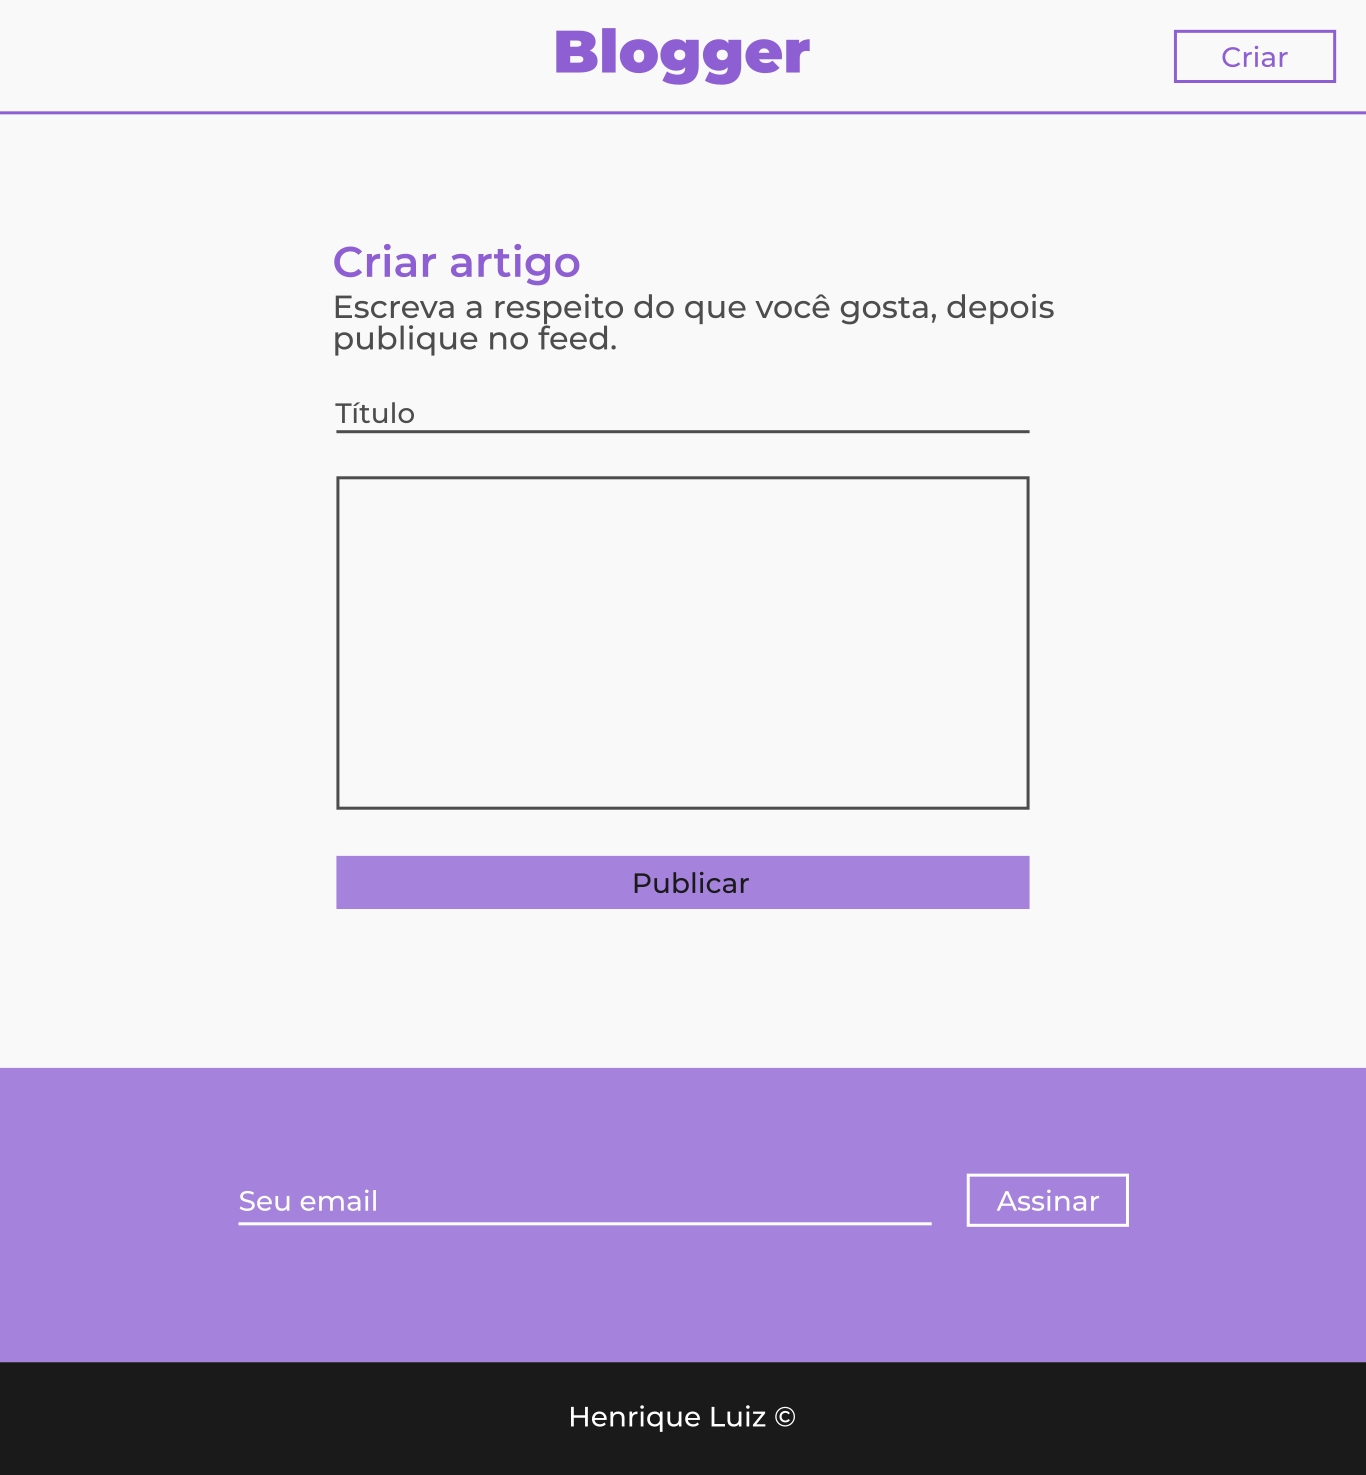 Blogger
Criar
Criar artigo
Escreva a respeito do que você gosta, depois
publique no feed.
Título
Publicar
Seu email
Assinar
Henrique Luiz ©